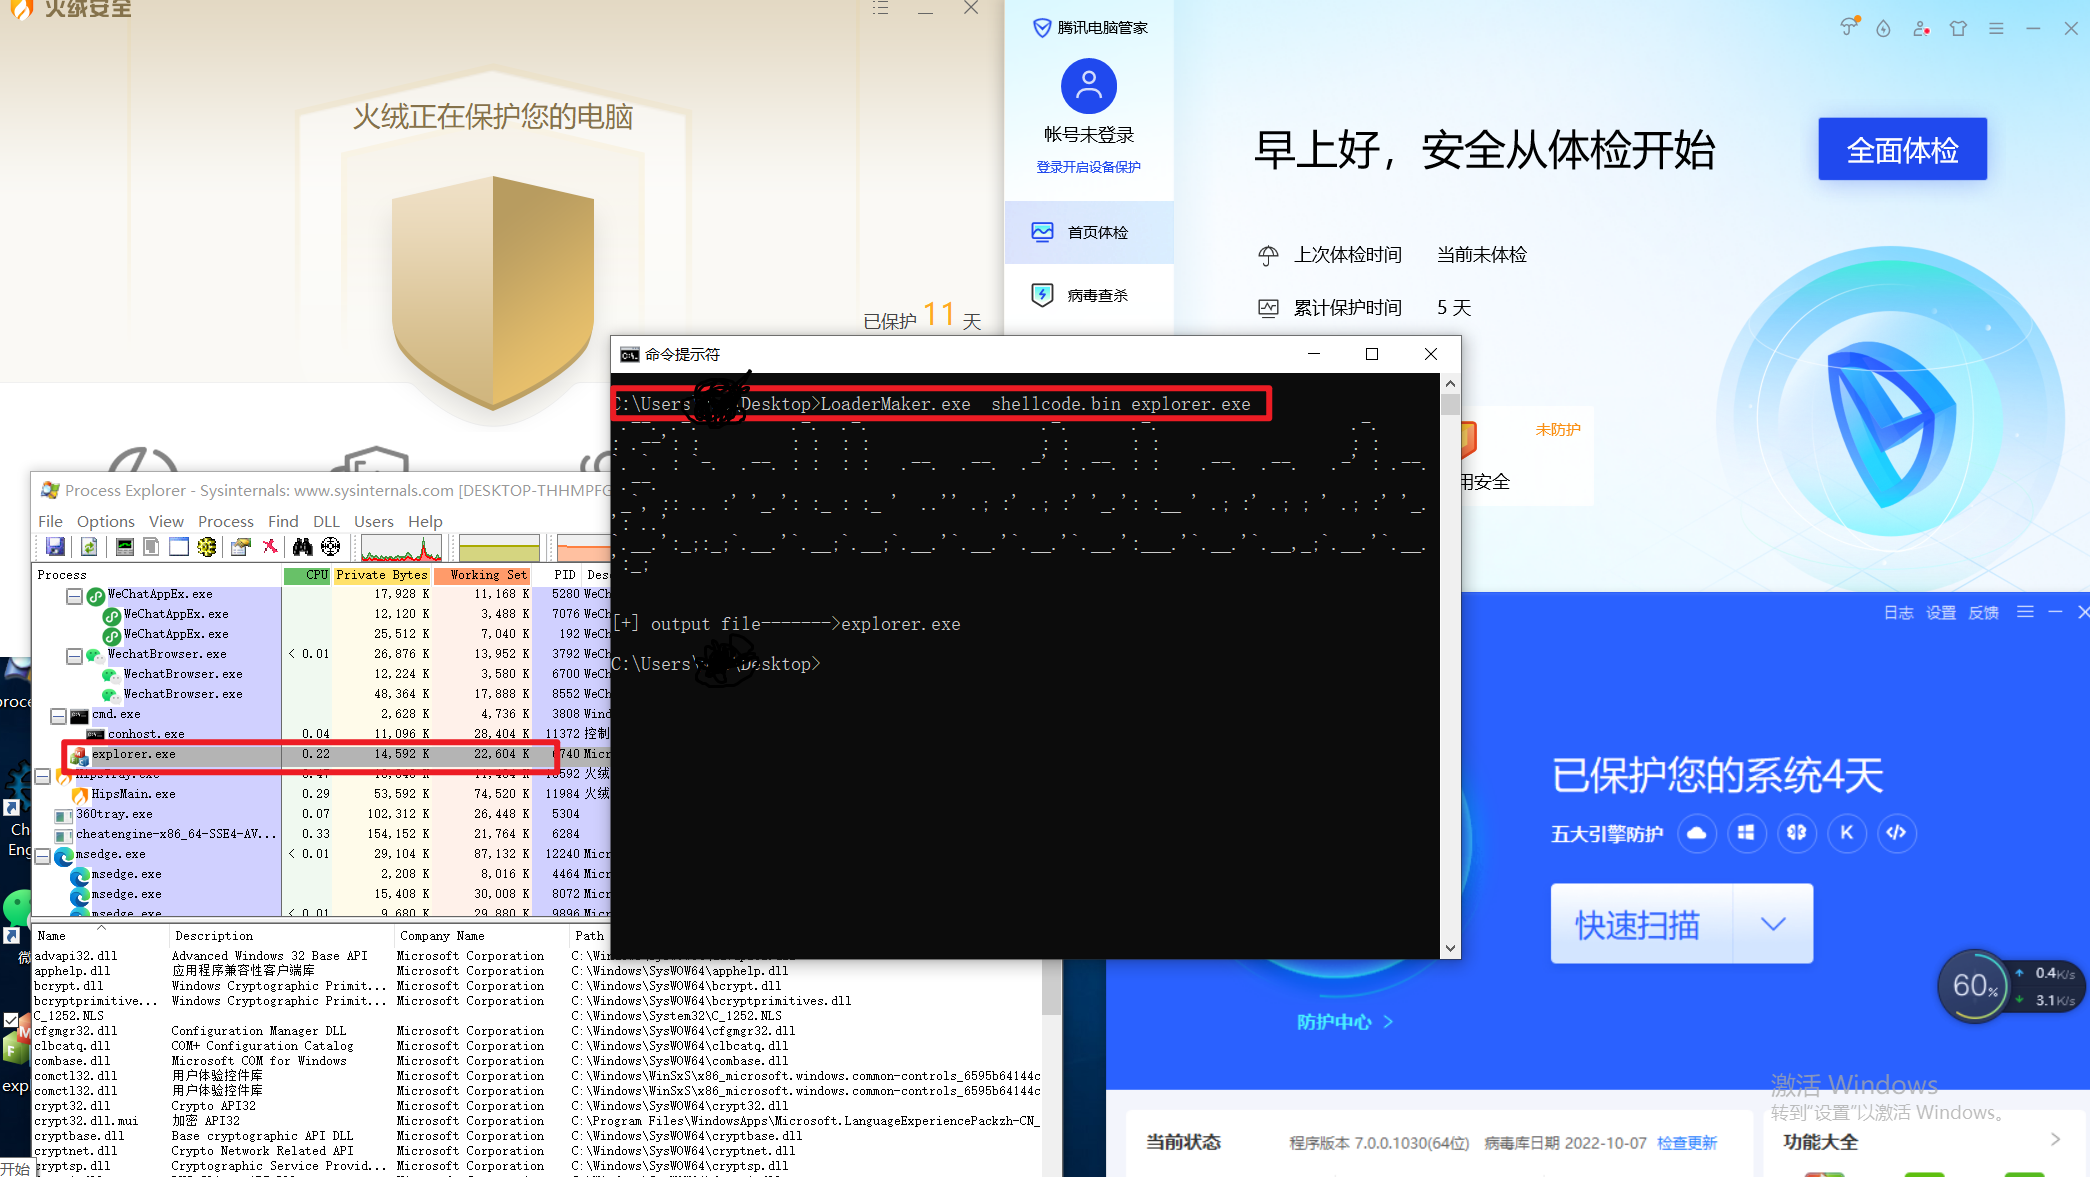 火绒安全
火绒正在保护您的电脑
已保护 11 天
腾讯电脑管家
帐号未登录
登录开启设备保护
首页体检
病毒查杀
早上好，安全从体检开始
全面体检
上次体检时间 当前未体检
累计保护时间 5 天
未防护
用安全
命令提示符
C:\Users Desktop>LoaderMaker.exe  shellcode.bin explorer.exe
[+] output file------->explorer.exe
C:\Users\ \Desktop>
Process Explorer - Sysinternals: www.sysinternals.com [DESKTOP-THHMPFG
File Options View Process Find DLL Users Help
Process CPU Private Bytes Working Set PID Des
WeChatAppEx.exe 17,928 K 11,168 K 5280 WeCh
WeChatAppEx.exe 12,120 K 3,488 K 7076 WeCh
WeChatAppEx.exe 25,512 K 7,040 K 192 WeCh
WechatBrowser.exe < 0.01 26,876 K 13,952 K 3792 WeCh
WechatBrowser.exe 12,224 K 3,580 K 6700 WeCh
WechatBrowser.exe 48,364 K 17,888 K 8552 WeCh
cmd.exe 2,628 K 4,736 K 3808 Wind
conhost.exe 0.04 11,096 K 28,404 K 11372 控制
explorer.exe 0.22 14,592 K 22,604 K 6740 Micr
HipsTray.exe 火绒
HipsMain.exe 0.29 53,592 K 74,520 K 11984 火绒
360tray.exe 0.07 102,312 K 26,448 K 5304
cheatengine-x86_64-SSE4-AV... 0.33 154,152 K 21,764 K 6284
msedge.exe < 0.01 29,104 K 87,132 K 12240 Micr
msedge.exe 2,208 K 8,016 K 4464 Micr
msedge.exe 15,408 K 30,008 K 8072 Micr
msedge.exe < 0.01 9,680 K 29,880 K 9896 Micr
Name Description Company Name Path
advapi32.dll Advanced Windows 32 Base API Microsoft Corporation
apphelp.dll 应用程序兼容性客户端库 Microsoft Corporation C:\Windows\SysWOW64\apphelp.dll
bcrypt.dll Windows Cryptographic Primit... Microsoft Corporation C:\Windows\SysWOW64\bcrypt.dll
bcryptprimitive... Windows Cryptographic Primit... Microsoft Corporation C:\Windows\SysWOW64\bcryptprimitives.dll
C_1252.NLS C:\Windows\System32\C_1252.NLS
cfgmgr32.dll Configuration Manager DLL Microsoft Corporation C:\Windows\SysWOW64\cfgmgr32.dll
clbcatq.dll COM+ Configuration Catalog Microsoft Corporation C:\Windows\SysWOW64\clbcatq.dll
combase.dll Microsoft COM for Windows Microsoft Corporation C:\Windows\SysWOW64\combase.dll
comctl32.dll 用户体验控件库 Microsoft Corporation C:\Windows\WinSxS\x86_microsoft.windows.common-controls_6595b64144c
comctl32.dll 用户体验控件库 Microsoft Corporation C:\Windows\WinSxS\x86_microsoft.windows.common-controls_6595b64144c
crypt32.dll Crypto API32 Microsoft Corporation C:\Windows\SysWOW64\crypt32.dll
crypt32.dll.mui 加密 API32 Microsoft Corporation C:\Program Files\WindowsApps\Microsoft.LanguageExperiencePackzh-CN_
cryptbase.dll Base cryptographic API DLL Microsoft Corporation C:\Windows\SysWOW64\cryptbase.dll
cryptnet.dll Crypto Network Related API Microsoft Corporation C:\Windows\SysWOW64\cryptnet.dll
cryptsp.dll Cryptographic Service Provid... Microsoft Corporation C:\Windows\SysWOW64\cryptsp.dll
proce
Ch
Eng
微
exp
开始
日志 设置 反馈
已保护您的系统4天
五大引擎防护
K
快速扫描
60%
0.4K/s
3.1K/s
防护中心 >
激活 Windows
转到"设置"以激活 Windows。
当前状态 程序版本 7.0.0.1030(64位) 病毒库日期 2022-10-07 检查更新
功能大全